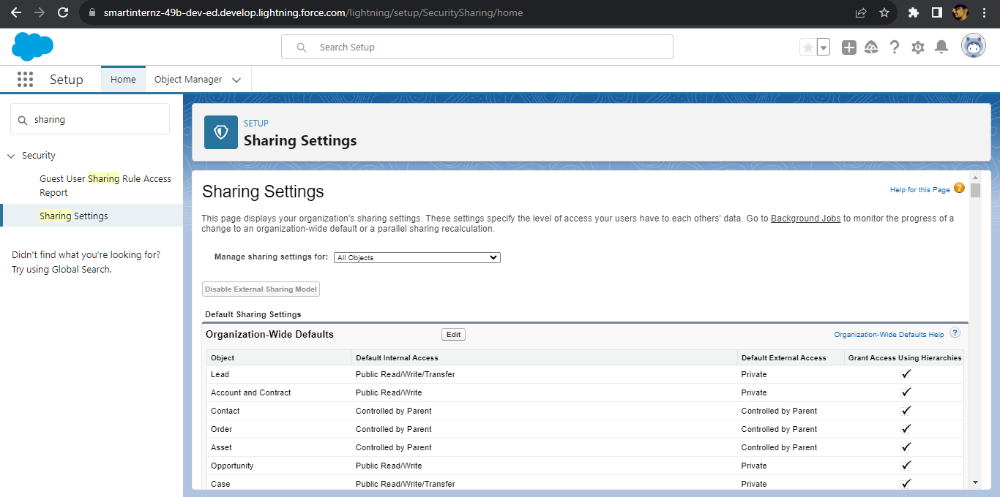 smartinternz-49b-dev-ed.develop.lightning.force.com/lightning/setup/SecuritySharing/home
Search Setup
Setup
Home
Object Manager
sharing
Security
Guest User Sharing Rule Access
Report
Sharing Settings
Didn't find what you're looking for?
Try using Global Search.
SETUP
Sharing Settings
Sharing Settings
Help for this Page
This page displays your organization's sharing settings. These settings specify the level of access your users have to each others' data. Go to Background Jobs to monitor the progress of a
change to an organization-wide default or a parallel sharing recalculation.
Manage sharing settings for: All Objects
Disable External Sharing Model
Default Sharing Settings
Organization-Wide Defaults Edit Organization-Wide Defaults Help ?
Object Default Internal Access Default External Access Grant Access Using Hierarchies
Lead Public Read/Write/Transfer Private
Account and Contract Public Read/Write Private
Contact Controlled by Parent Controlled by Parent
Order Controlled by Parent Controlled by Parent
Asset Controlled by Parent Controlled by Parent
Opportunity Public Read/Write Private
Case Public Read/Write/Transfer Private